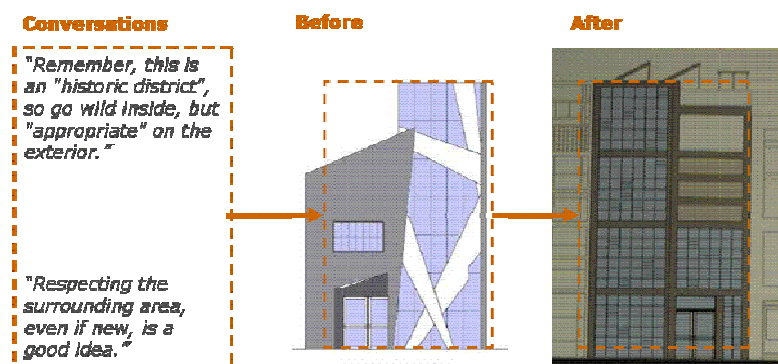 Conversations
Before
After
“Remember, this is
an "historic district",
so go wild inside, but
"appropriate" on the
exterior.”
“Respecting the
surrounding area,
even if new, is a
good idea.”